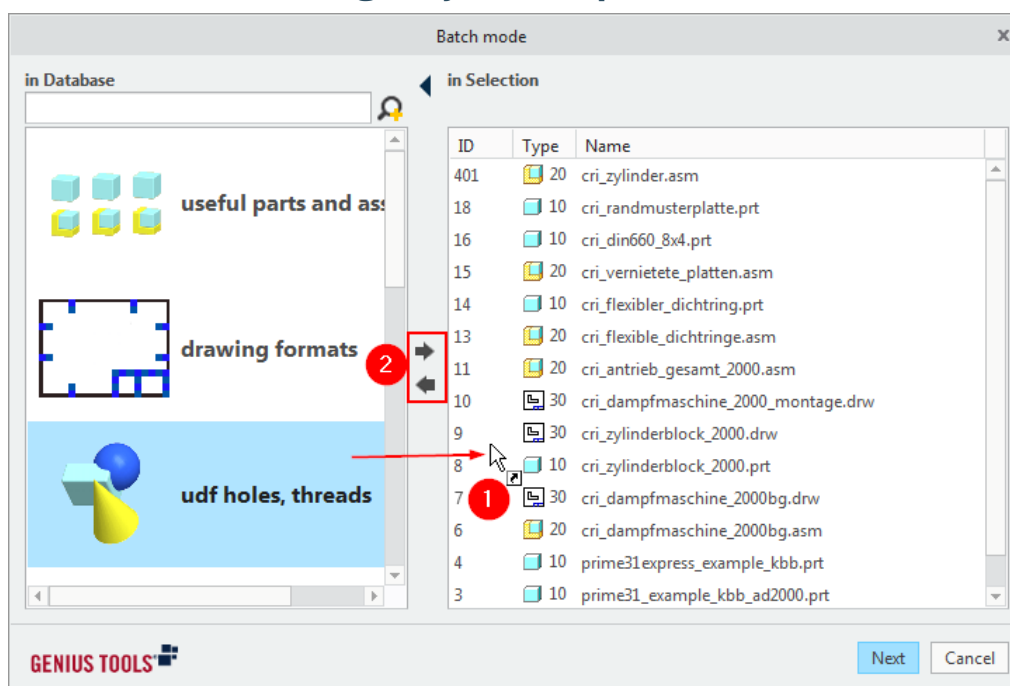 Batch mode
in Database
in Selection
ID Type Name
401 20 cri_zylinder.asm
18 10 cri_randmusterplatte.prt
16 10 cri_din660_8x4.prt
15 20 cri_vernietete_platten.asm
14 10 cri_flexibler_dichtring.prt
13 20 cri_flexible_dichtringe.asm
11 20 cri_antrieb_gesamt_2000.asm
10 30 cri_dampfmaschine_2000_montage.drw
9 30 cri_zylinderblock_2000.drw
8 10 cri_zylinderblock_2000.prt
7 30 cri_dampfmaschine_2000bg.drw
6 20 cri_dampfmaschine_2000bg.asm
4 10 prime31express_example_kbb.prt
3 10 prime31_example_kbb_ad2000.prt
useful parts and ass
drawing formats
udf holes, threads
2
1
GENIUS TOOLS
Next Cancel